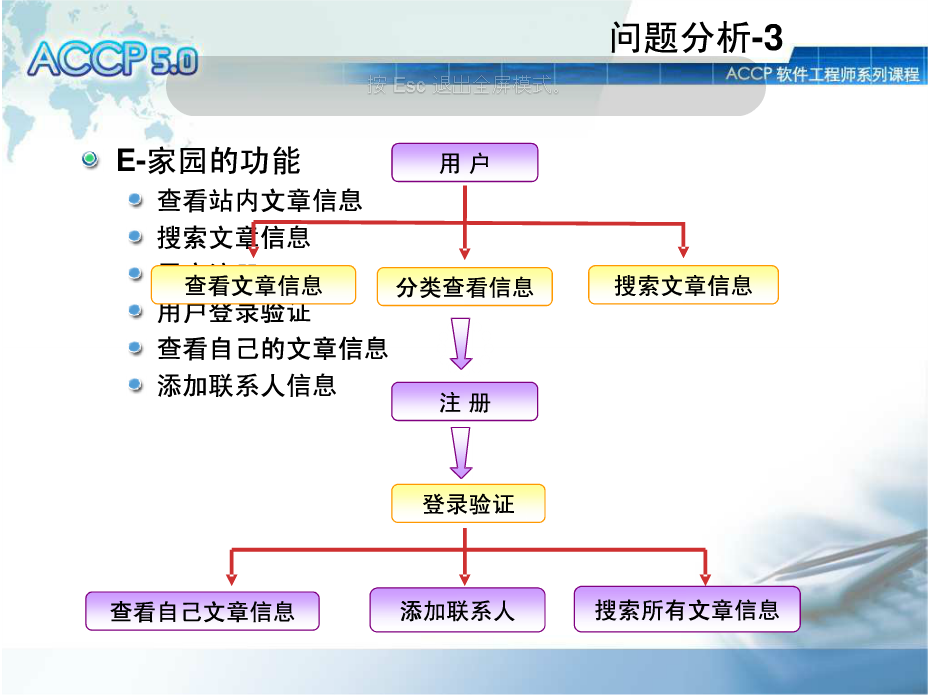 问题分析-3
ACCP 5.0
ACCP 软件工程师系列课程
按 Esc 退出全屏模式。
E-家园的功能
查看站内文章信息
搜索文章信息
用户登录验证
查看自己的文章信息
添加联系人信息
用 户
查看文章信息
分类查看信息
搜索文章信息
注 册
登录验证
查看自己文章信息
添加联系人
搜索所有文章信息